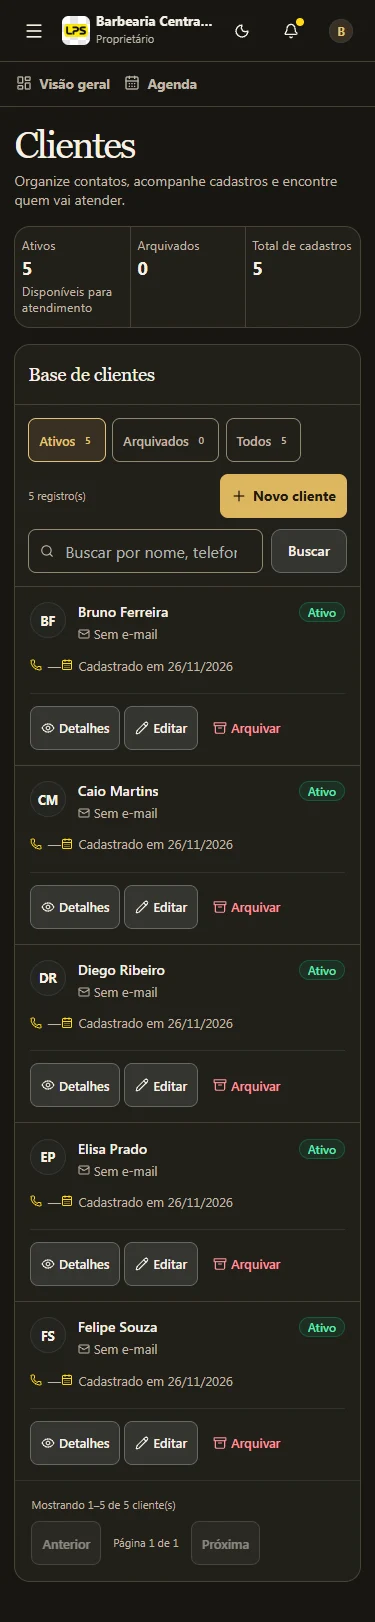 LPS
Barbearia Centra...
Proprietário
B
Visão geral
Agenda
Clientes
Organize contatos, acompanhe cadastros e encontre
quem vai atender.
Ativos
5
Disponíveis para
atendimento
Arquivados
0
Total de cadastros
5
Base de clientes
Ativos 5
Arquivados 0
Todos 5
5 registro(s)
+ Novo cliente
Buscar por nome, telefor
Buscar
BF
Bruno Ferreira
Ativo
Sem e-mail
— Cadastrado em 26/11/2026
Detalhes
Editar
Arquivar
CM
Caio Martins
Ativo
Sem e-mail
— Cadastrado em 26/11/2026
Detalhes
Editar
Arquivar
DR
Diego Ribeiro
Ativo
Sem e-mail
— Cadastrado em 26/11/2026
Detalhes
Editar
Arquivar
EP
Elisa Prado
Ativo
Sem e-mail
— Cadastrado em 26/11/2026
Detalhes
Editar
Arquivar
FS
Felipe Souza
Ativo
Sem e-mail
— Cadastrado em 26/11/2026
Detalhes
Editar
Arquivar
Mostrando 1–5 de 5 cliente(s)
Anterior
Página 1 de 1
Próxima